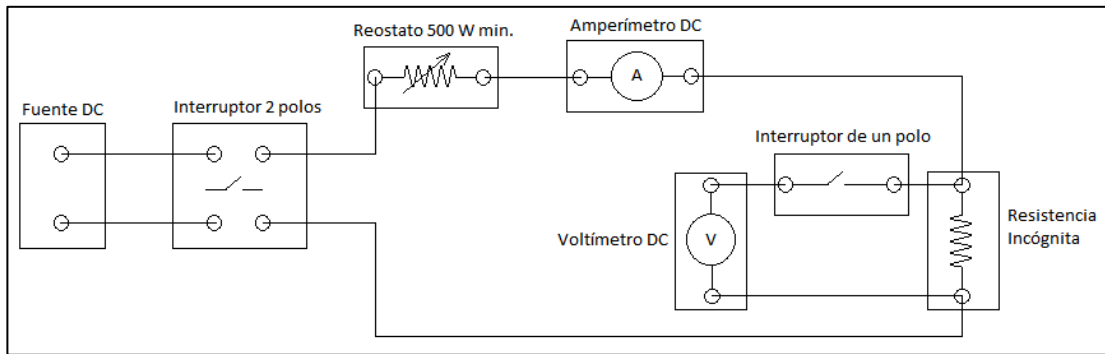 Reostato 500 W min.
Amperímetro DC
A
Fuente DC
Interruptor 2 polos
Interruptor de un polo
Voltímetro DC
V
Resistencia
Incógnita